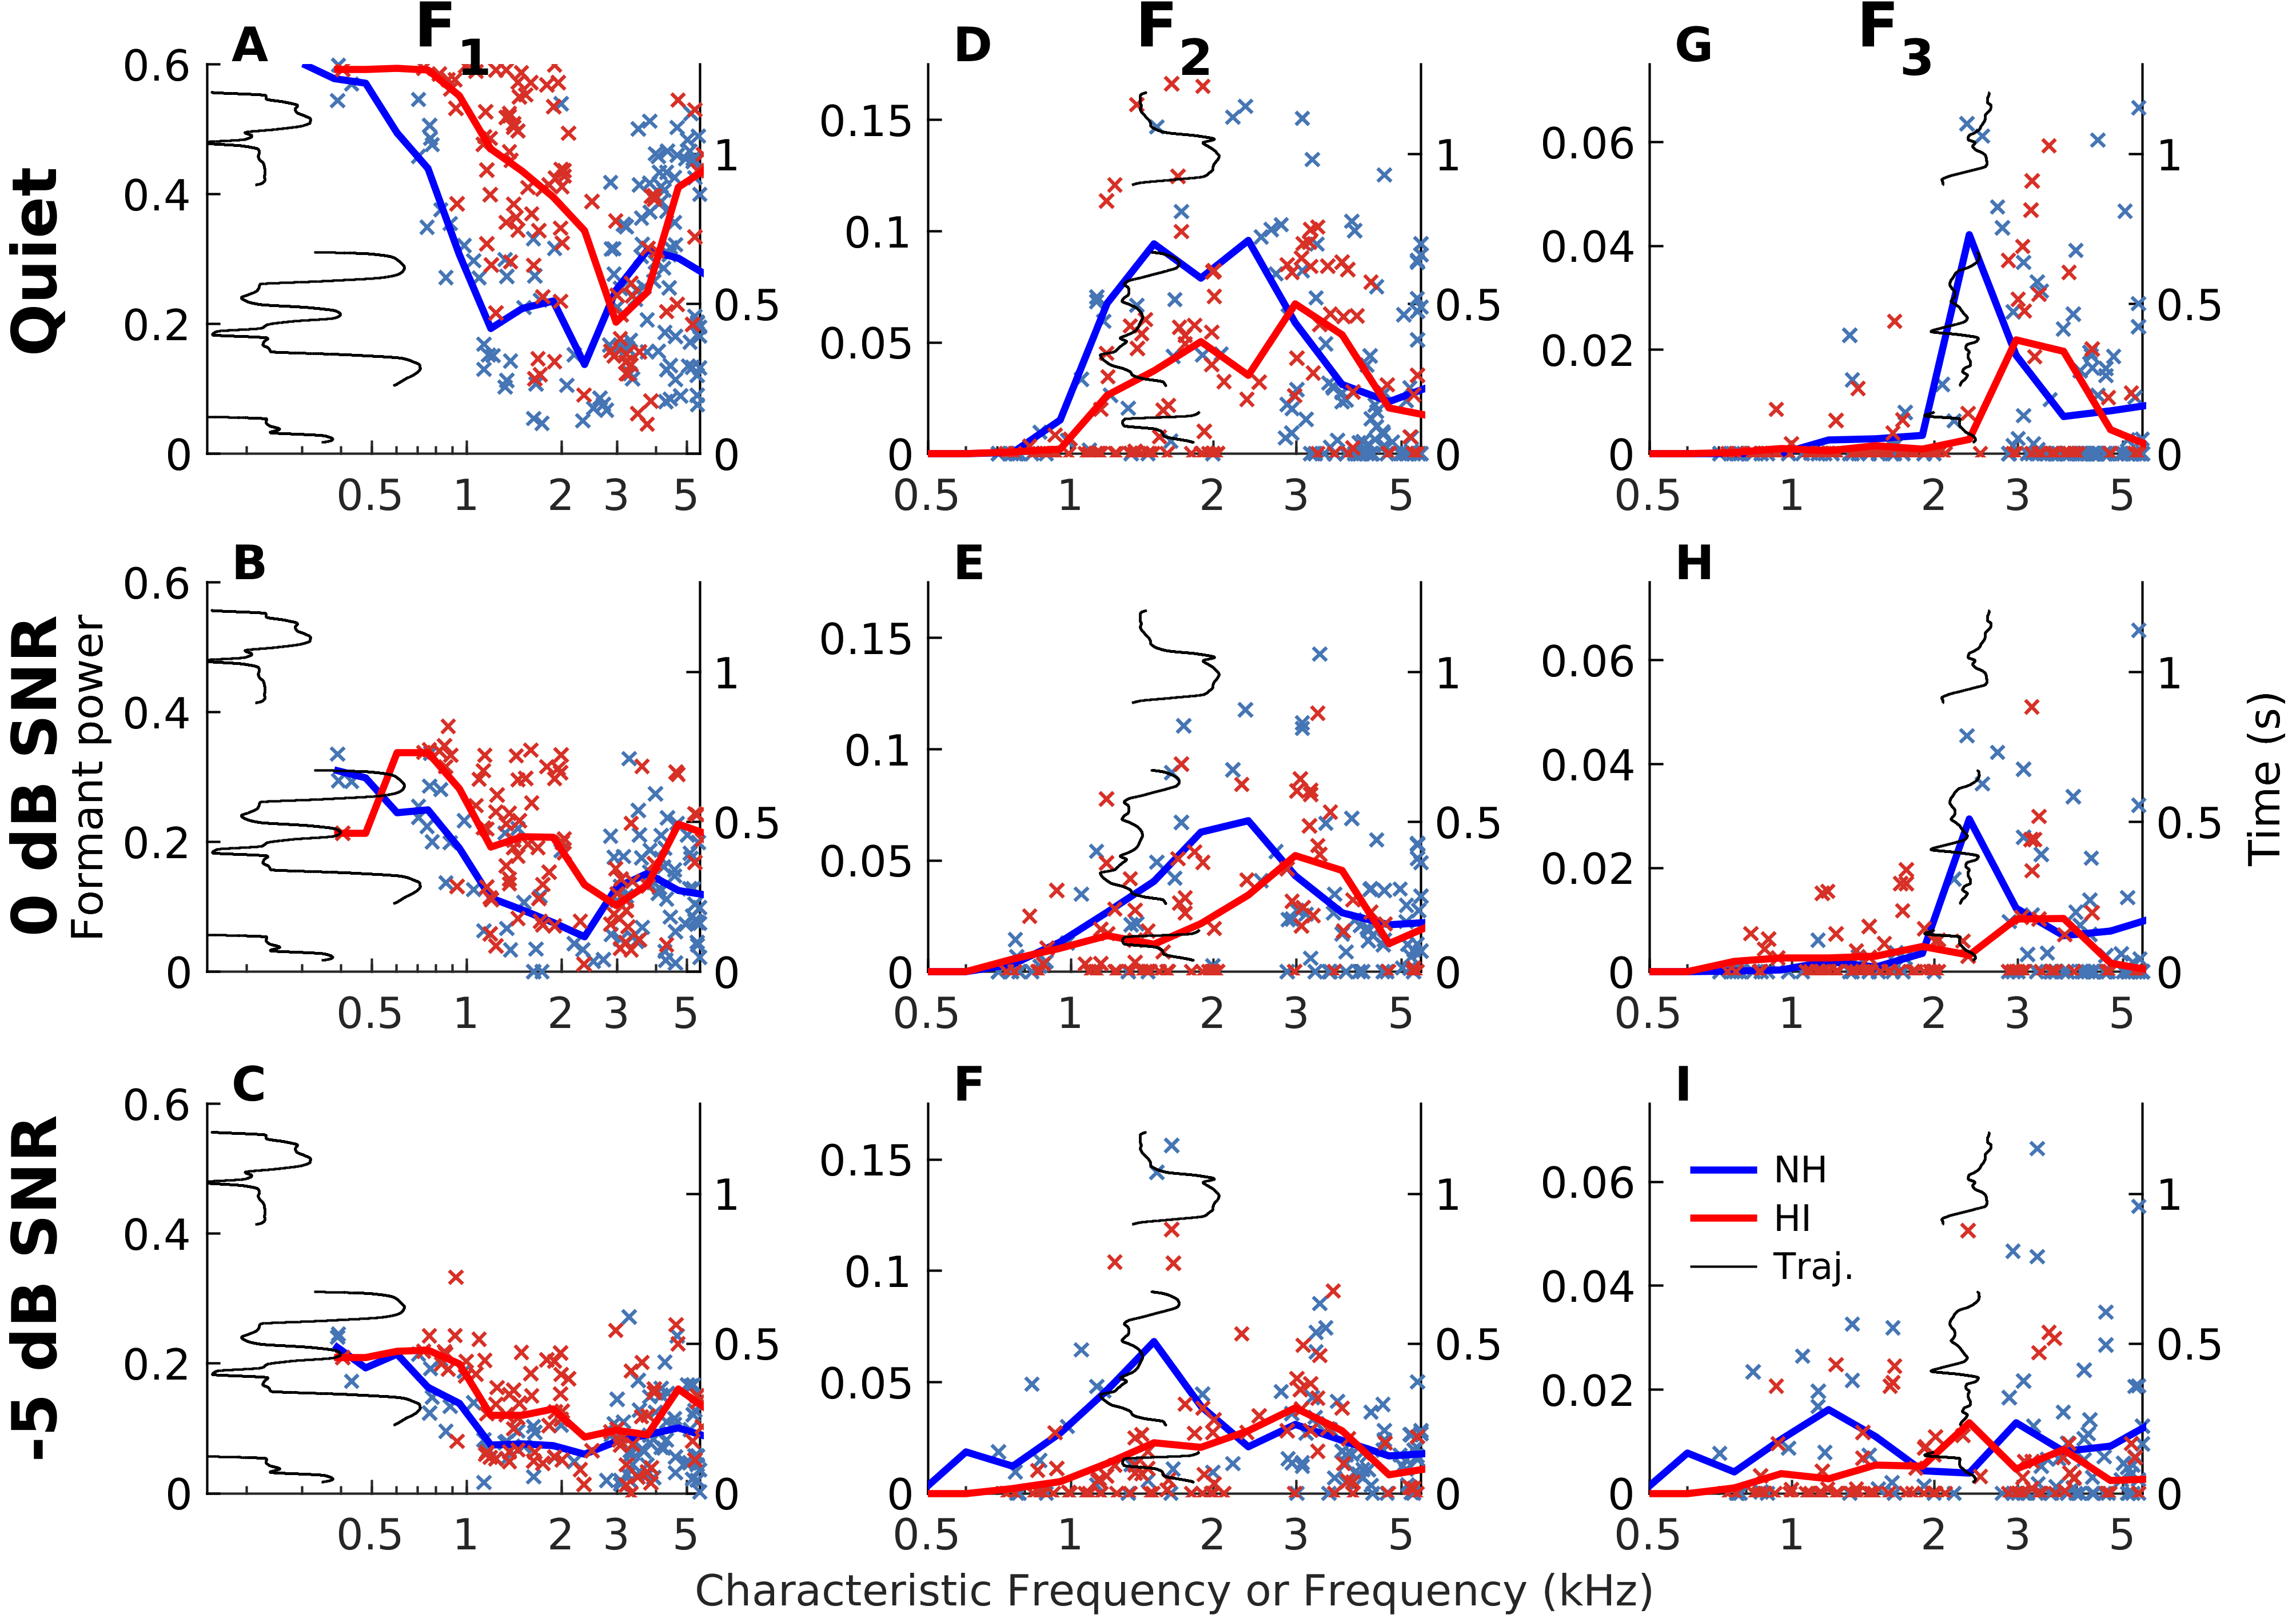 F1
F2
F3
Quiet
0 dB SNR
-5 dB SNR
Formant power
Time (s)
A
0.6
0.4
0.2
0
1
0.5
0
0.5 1 2 3 5
D
0.15
0.1
0.05
0
1
0.5
0
0.5 1 2 3 5
G
0.06
0.04
0.02
0
1
0.5
0
0.5 1 2 3 5
B
0.6
0.4
0.2
0
1
0.5
0
0.5 1 2 3 5
E
0.15
0.1
0.05
0
1
0.5
0
0.5 1 2 3 5
H
0.06
0.04
0.02
0
1
0.5
0
0.5 1 2 3 5
C
0.6
0.4
0.2
0
1
0.5
0
0.5 1 2 3 5
F
0.15
0.1
0.05
0
1
0.5
0
0.5 1 2 3 5
I
0.06
0.04
0.02
0
NH
HI
Traj.
1
0.5
0
0.5 1 2 3 5
Characteristic Frequency or Frequency (kHz)